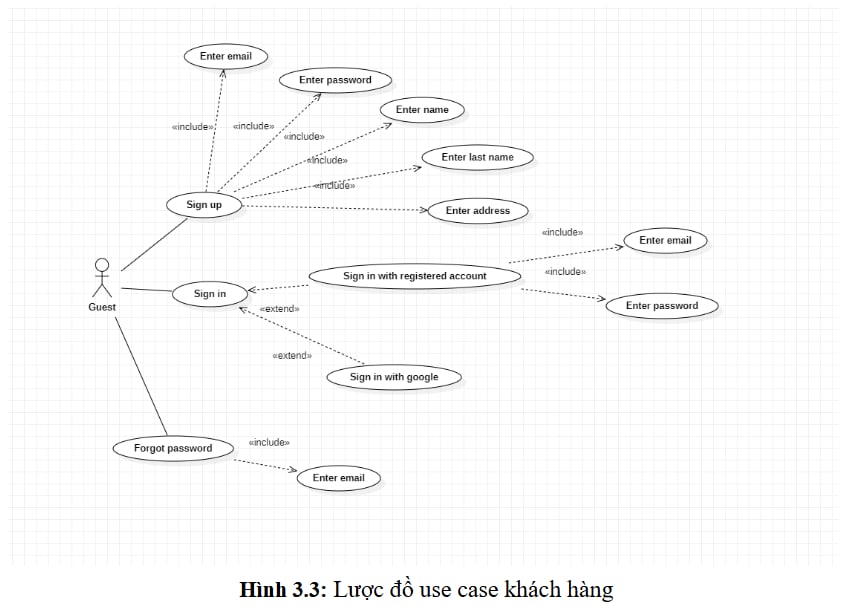 Enter email
Enter password
Enter name
«include»
«include»
«include»
«include»
Enter last name
«include»
Sign up
Enter address
«include»
Enter email
Sign in with registered account
«include»
Guest
Sign in
Enter password
«extend»
«extend»
Sign in with google
Forgot password
«include»
Enter email
Hình 3.3: Lược đồ use case khách hàng